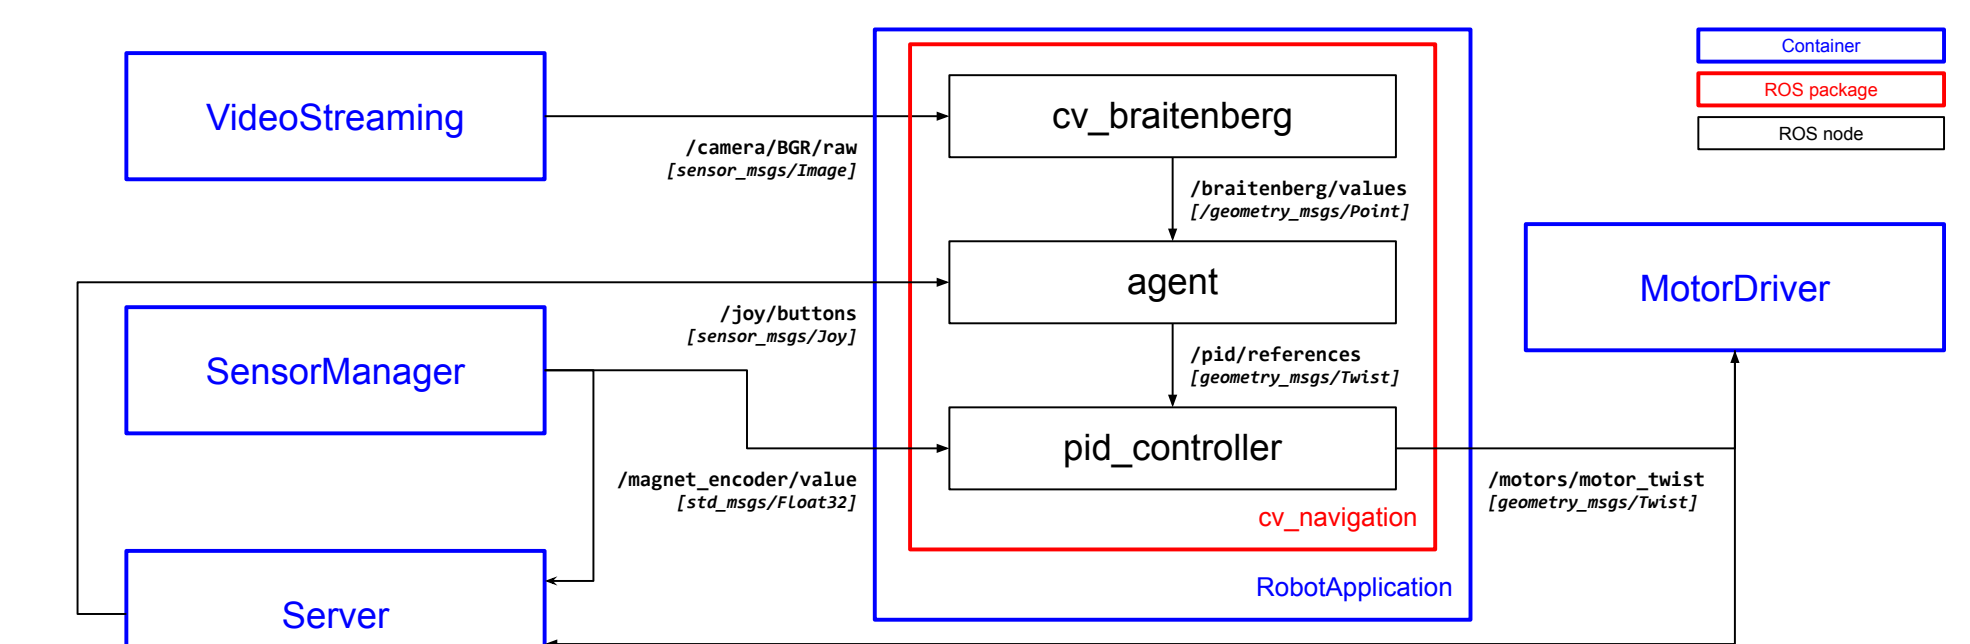 Container
ROS package
ROS node
VideoStreaming
/camera/BGR/raw
[sensor_msgs/Image]
cv_braitenberg
/braitenberg/values
[/geometry_msgs/Point]
agent
MotorDriver
/joy/buttons
[sensor_msgs/Joy]
SensorManager
/pid/references
[geometry_msgs/Twist]
pid_controller
/magnet_encoder/value
[std_msgs/Float32]
/motors/motor_twist
[geometry_msgs/Twist]
cv_navigation
RobotApplication
Server